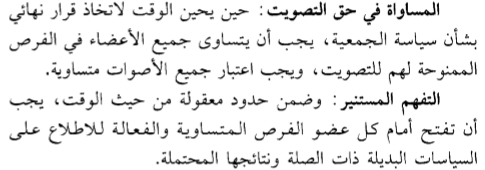 المساواة في حق التصويت: حين يحين الوقت لاتخاذ قرار نهائي
بشأن سياسة الجمعية، يجب أن يتساوى جميع الأعضاء في الفرص
الممنوحة لهم للتصويت، ويجب اعتبار جميع الأصوات متساوية.
التفهم المستنير: وضمن حدود معقولة من حيث الوقت، يجب
أن تفتح أمام كل عضو الفرص المتساوية والفعالة للاطلاع على
السياسات البديلة ذات الصلة ونتائجها المحتملة.